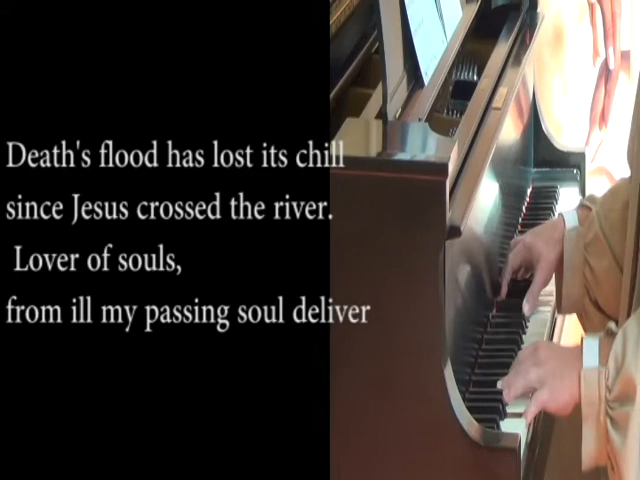 Death's flood has lost its chill
since Jesus crossed the river.
Lover of souls,
from ill my passing soul deliver